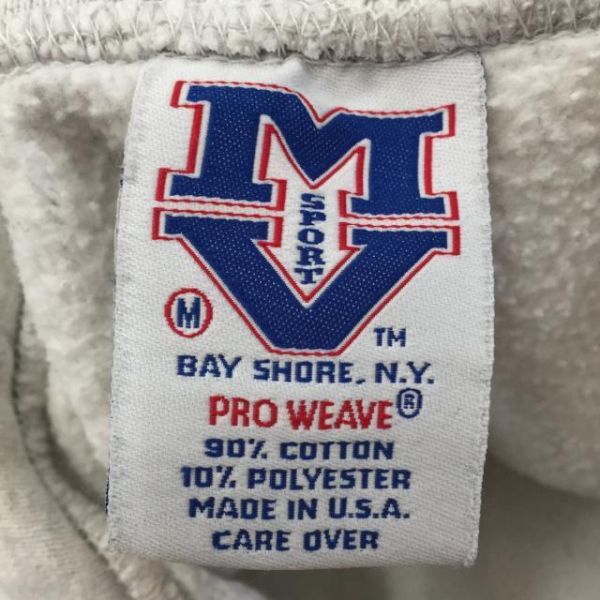 MV
SPORT
M
TM
BAY SHORE, N.Y.
PRO WEAVE®
90% COTTON
10% POLYESTER
MADE IN U.S.A.
CARE OVER